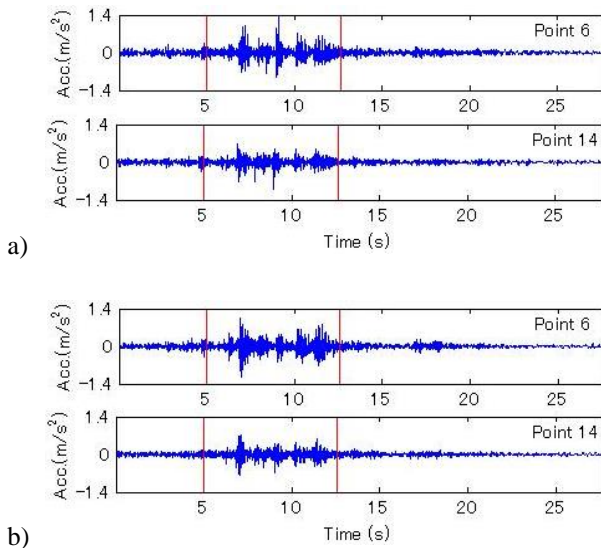 1.4
Acc.(m/s²)
0
-1.4
Point 6
5 10 15 20 25
1.4
Acc.(m/s²)
0
-1.4
Point 14
5 10 15 20 25
Time (s)
a)
1.4
Acc.(m/s²)
0
-1.4
Point 6
5 10 15 20 25
1.4
Acc.(m/s²)
0
-1.4
Point 14
5 10 15 20 25
Time (s)
b)